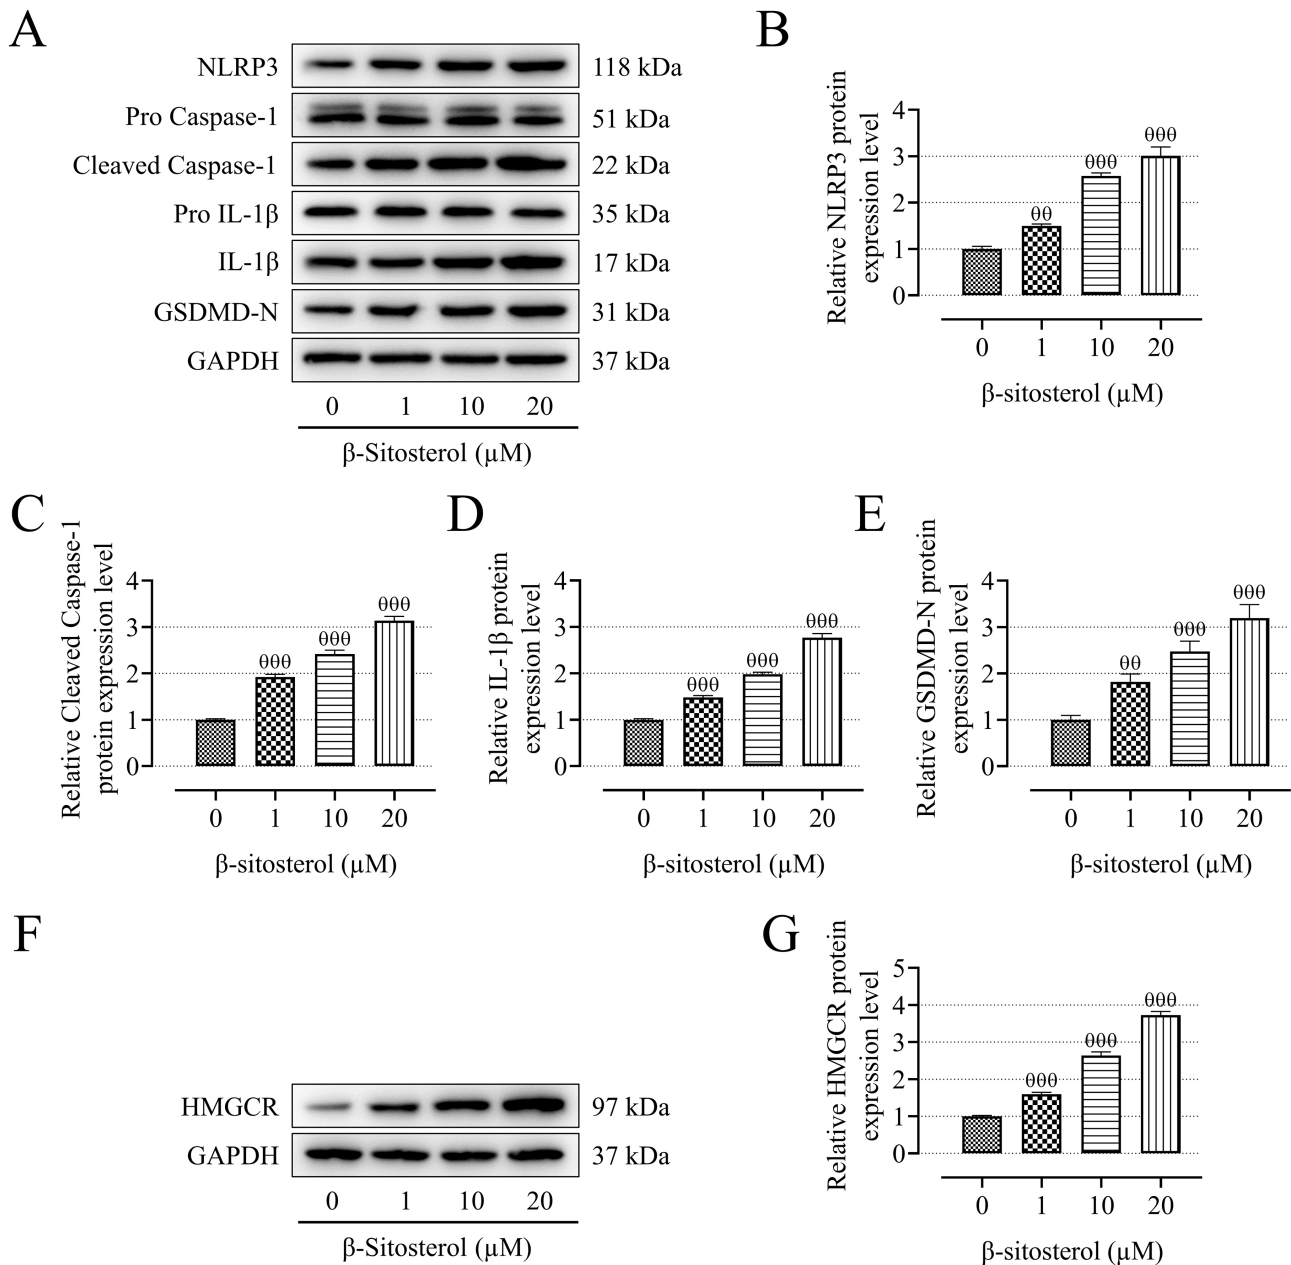 A
NLRP3 118 kDa
Pro Caspase-1 51 kDa
Cleaved Caspase-1 22 kDa
Pro IL-1β 35 kDa
IL-1β 17 kDa
GSDMD-N 31 kDa
GAPDH 37 kDa
0 1 10 20
β-Sitosterol (μM)
B
Relative NLRP3 protein
expression level
4
3
2
1
0
θθ
θθθ
θθθ
0 1 10 20
β-sitosterol (μM)
C
Relative Cleaved Caspase-1
protein expression level
4
3
2
1
0
θθθ
θθθ
θθθ
0 1 10 20
β-sitosterol (μM)
D
Relative IL-1β protein
expression level
4
3
2
1
0
θθθ
θθθ
θθθ
0 1 10 20
β-sitosterol (μM)
E
Relative GSDMD-N protein
expression level
4
3
2
1
0
θθ
θθθ
θθθ
0 1 10 20
β-sitosterol (μM)
F
HMGCR 97 kDa
GAPDH 37 kDa
0 1 10 20
β-Sitosterol (μM)
G
Relative HMGCR protein
expression level
5
4
3
2
1
0
θθθ
θθθ
θθθ
0 1 10 20
β-sitosterol (μM)